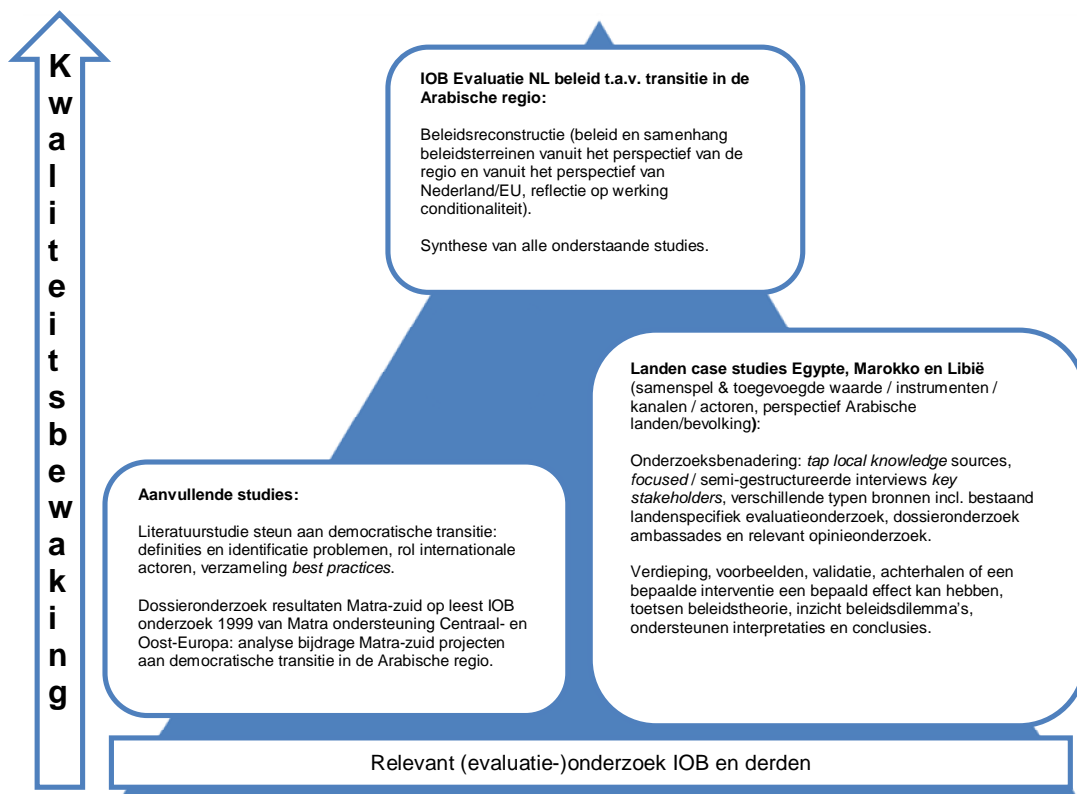 Kwaliteitsbewaking
IOB Evaluatie NL beleid t.a.v. transitie in de
Arabische regio:
Beleidsreconstructie (beleid en samenhang
beleidsterreinen vanuit het perspectief van de
regio en vanuit het perspectief van
Nederland/EU, reflectie op werking
conditionaliteit).
Synthese van alle onderstaande studies.
Aanvullende studies:
Literatuurstudie steun aan democratische transitie:
definities en identificatie problemen, rol internationale
actoren, verzameling best practices.
Dossieronderzoek resultaten Matra-zuid op leest IOB
onderzoek 1999 van Matra ondersteuning Centraal- en
Oost-Europa: analyse bijdrage Matra-zuid projecten
aan democratische transitie in de Arabische regio.
Landen case studies Egypte, Marokko en Libië
(samenspel & toegevoegde waarde / instrumenten /
kanalen / actoren, perspectief Arabische
landen/bevolking):
Onderzoeksbenadering: tap local knowledge sources,
focused / semi-gestructureerde interviews key
stakeholders, verschillende typen bronnen incl. bestaand
landenspecifiek evaluatieonderzoek, dossieronderzoek
ambassades en relevant opinieonderzoek.
Verdieping, voorbeelden, validatie, achterhalen of een
bepaalde interventie een bepaald effect kan hebben,
toetsen beleidstheorie, inzicht beleidsdilemma's,
ondersteunen interpretaties en conclusies.
Relevant (evaluatie-)onderzoek IOB en derden